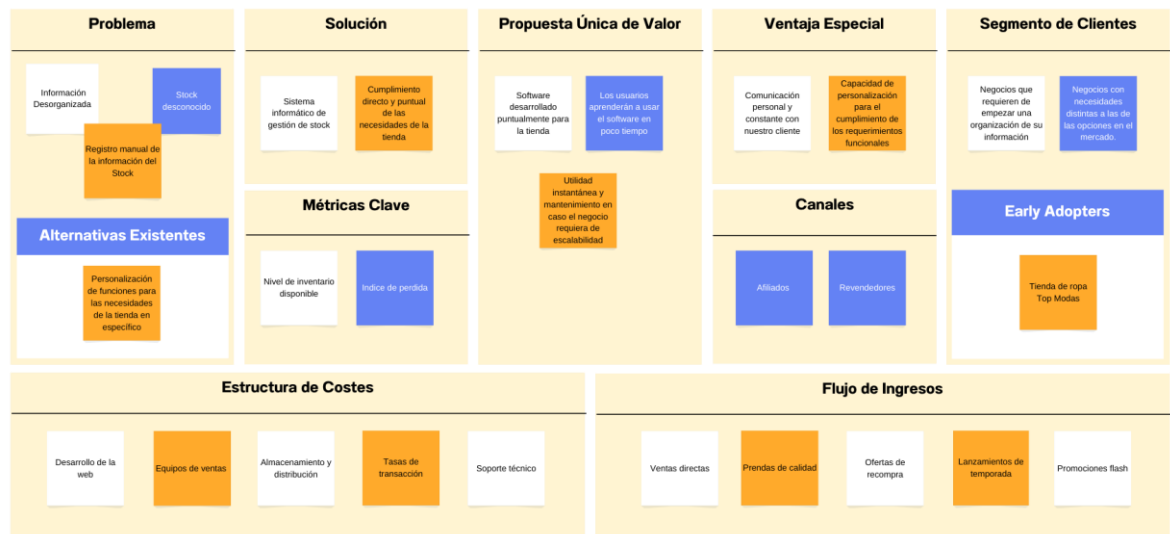 Problema
Información
Desorganizada
Stock
desconocido
Registro manual de
la información del
Stock
Alternativas Existentes
Personalización
de funciones para
las necesidades
de la tienda en
específico
Solución
Sistema
informático de
gestión de stock
Cumplimiento
directo y puntual
de las
necesidades de la
tienda
Métricas Clave
Nivel de inventario
disponible
Indice de perdida
Propuesta Única de Valor
Software
desarrollado
puntualmente para
la tienda
Los usuarios
aprenderán a usar
el software en
poco tiempo
Utilidad
instantánea y
mantenimiento en
caso el negocio
requiera de
escalabilidad
Ventaja Especial
Comunicación
personal y
constante con
nuestro cliente
Capacidad de
personalización
para el
cumplimiento de
los requerimientos
funcionales
Canales
Afiliados
Revendedores
Segmento de Clientes
Negocios que
requieren de
empezar una
organización de su
información
Negocios con
necesidades
distintas a las de
las opciones en el
mercado.
Early Adopters
Tienda de ropa
Top Modas
Estructura de Costes
Desarrollo de la
web
Equipos de ventas
Almacenamiento y
distribución
Tasas de
transacción
Soporte técnico
Flujo de Ingresos
Ventas directas
Prendas de calidad
Ofertas de
recompra
Lanzamientos de
temporada
Promociones flash